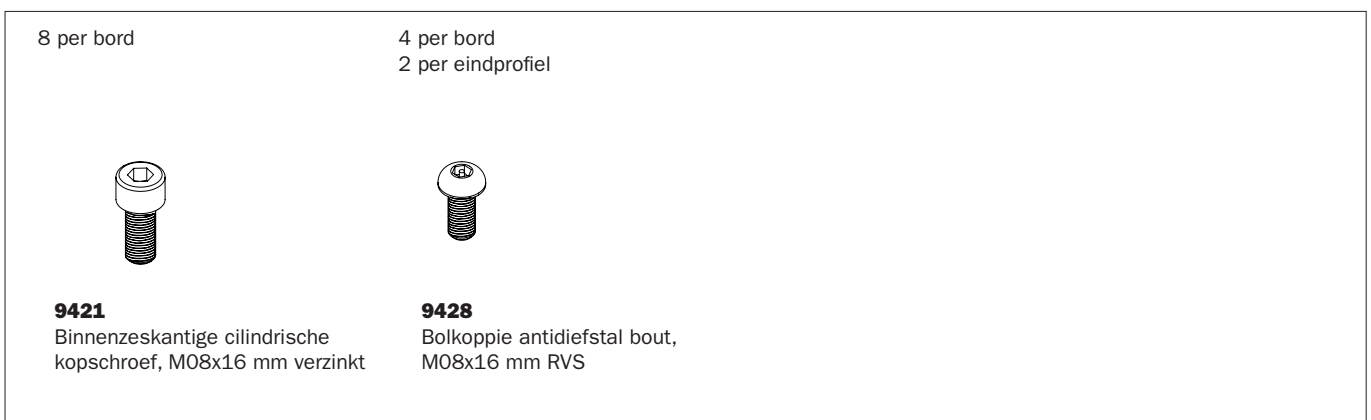 8 per bord
4 per bord
2 per eindprofiel
9421
Binnenzeskantige cilindrische
kopschroef, M08x16 mm verzinkt
9428
Bolkoppie antidiefstal bout,
M08x16 mm RVS